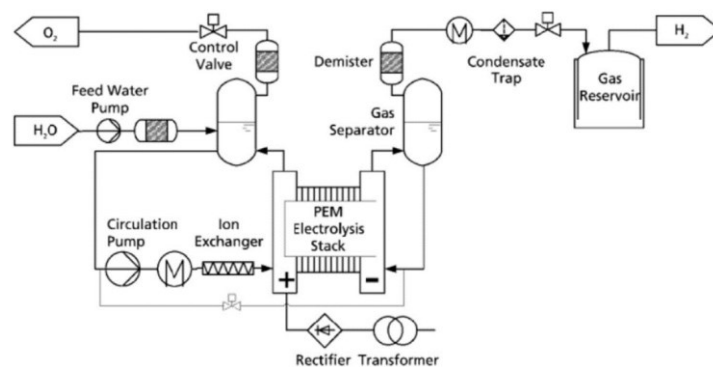 O₂
Control
Valve
Demister
Condensate
Trap
H₂
Gas
Reservoir
Feed Water
Pump
H₂O
Gas
Separator
PEM
Electrolysis
Stack
Circulation
Pump
Ion
Exchanger
+
-
Rectifier Transformer